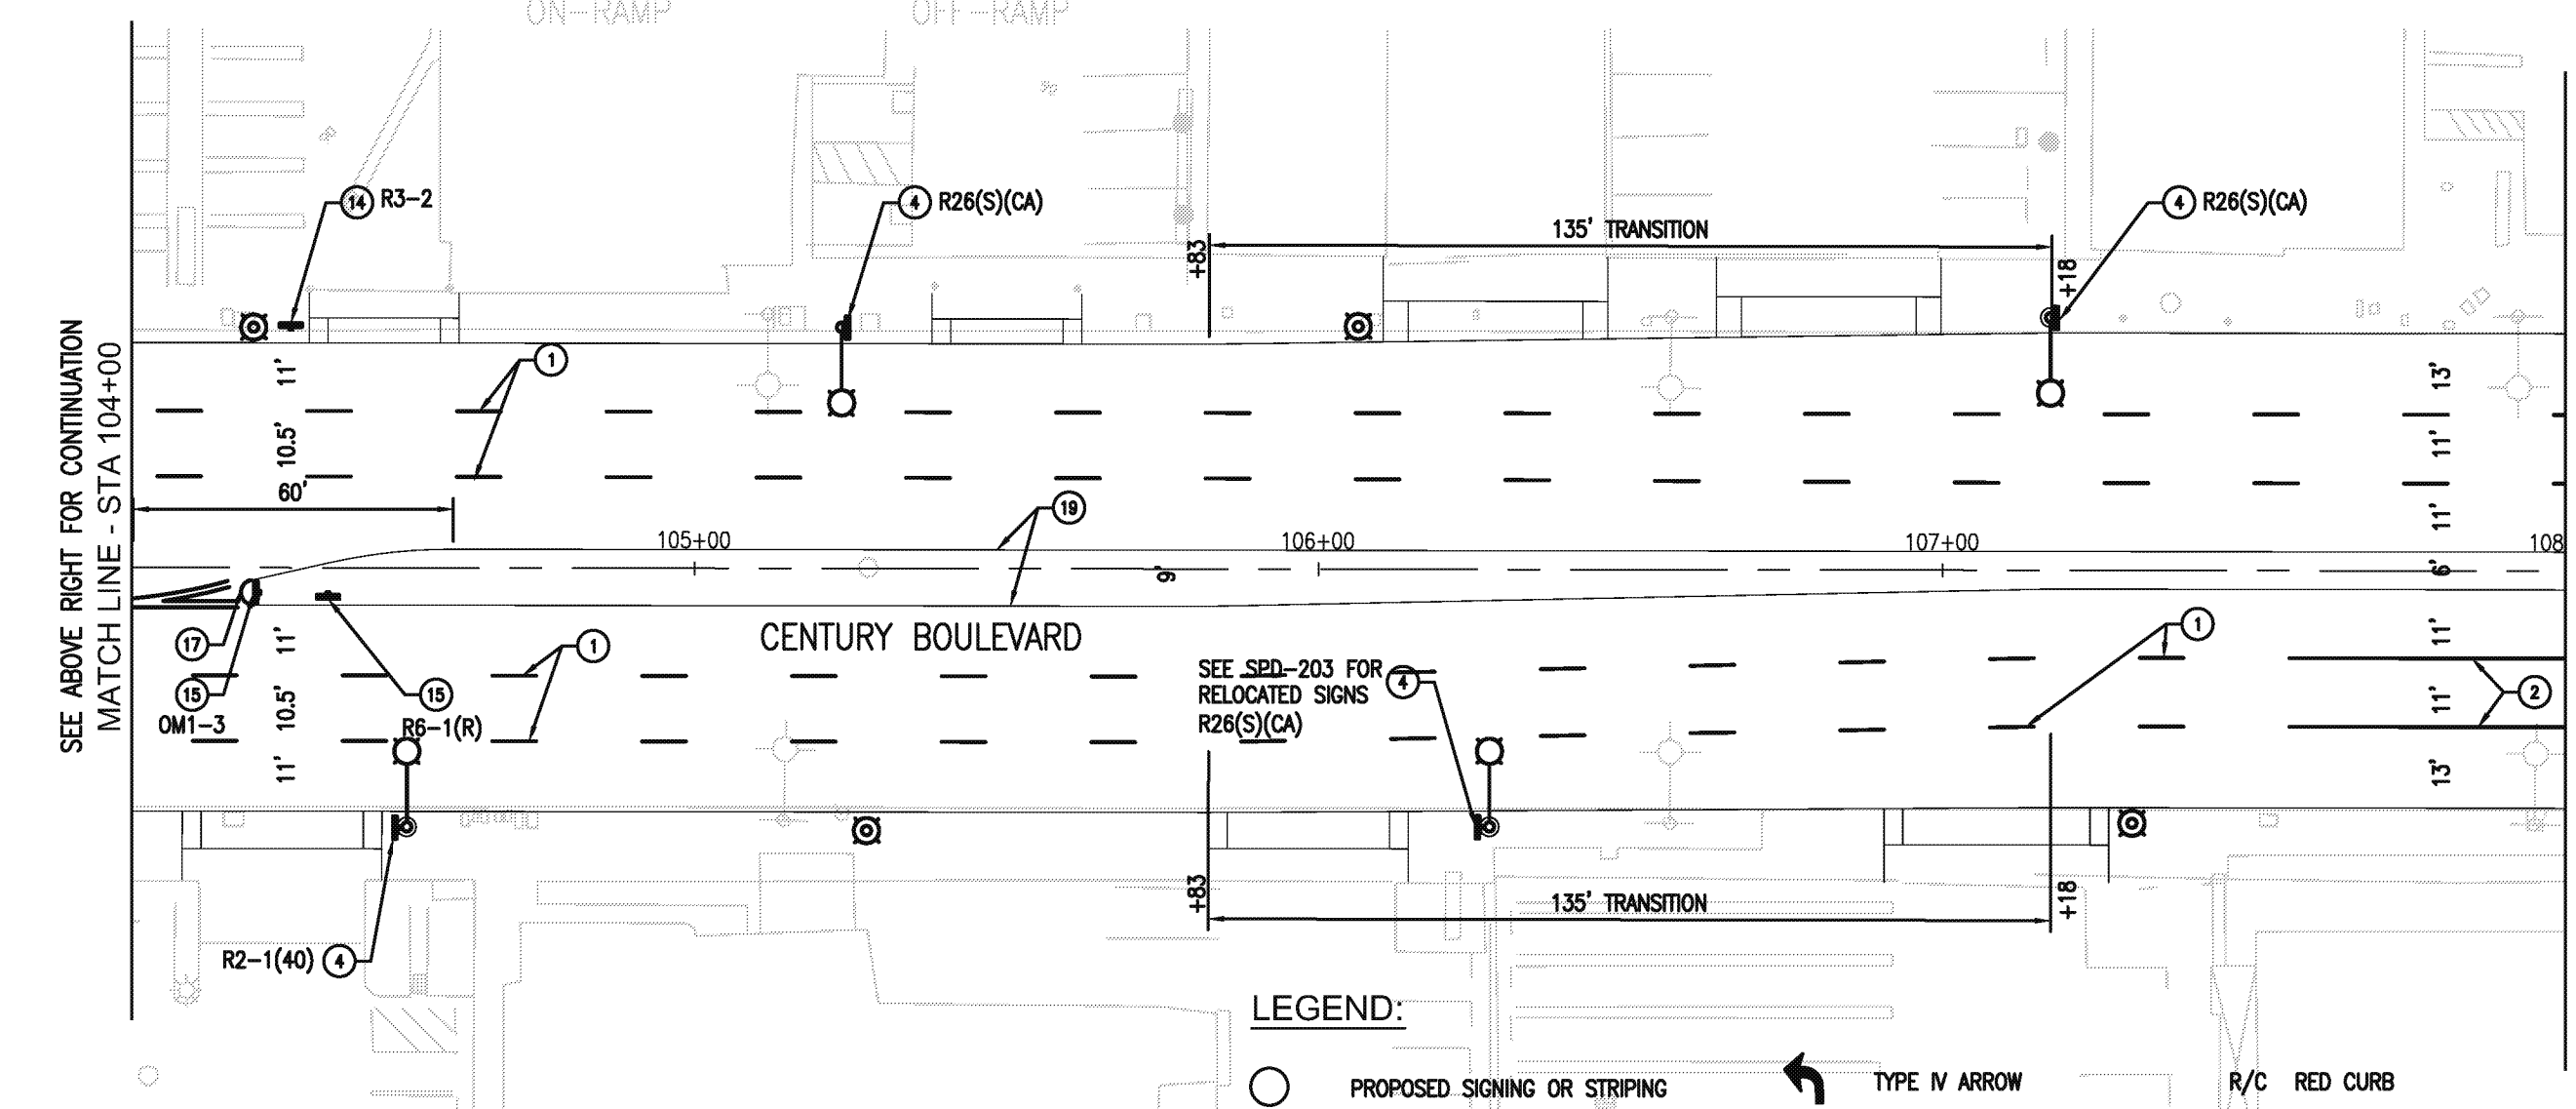 ON-RAMP
OFF-RAMP
14 R3-2
4 R26(S)(CA)
4 R26(S)(CA)
135' TRANSITION
+83
+18
SEE ABOVE RIGHT FOR CONTINUATION
MATCH LINE - STA 104+00
11'
1
13'
10.5'
11'
60'
19
11'
105+00
106+00
107+00
108
9'
6'
17
11'
CENTURY BOULEVARD
1
1
11'
15
OM1-3
15
R6-1(R)
10.5'
SEE SPD-203 FOR
RELOCATED SIGNS
R26(S)(CA)
4
2
11'
11'
13'
+83
+18
135' TRANSITION
R2-1(40) 4
LEGEND:
PROPOSED SIGNING OR STRIPING
TYPE IV ARROW
R/C RED CURB